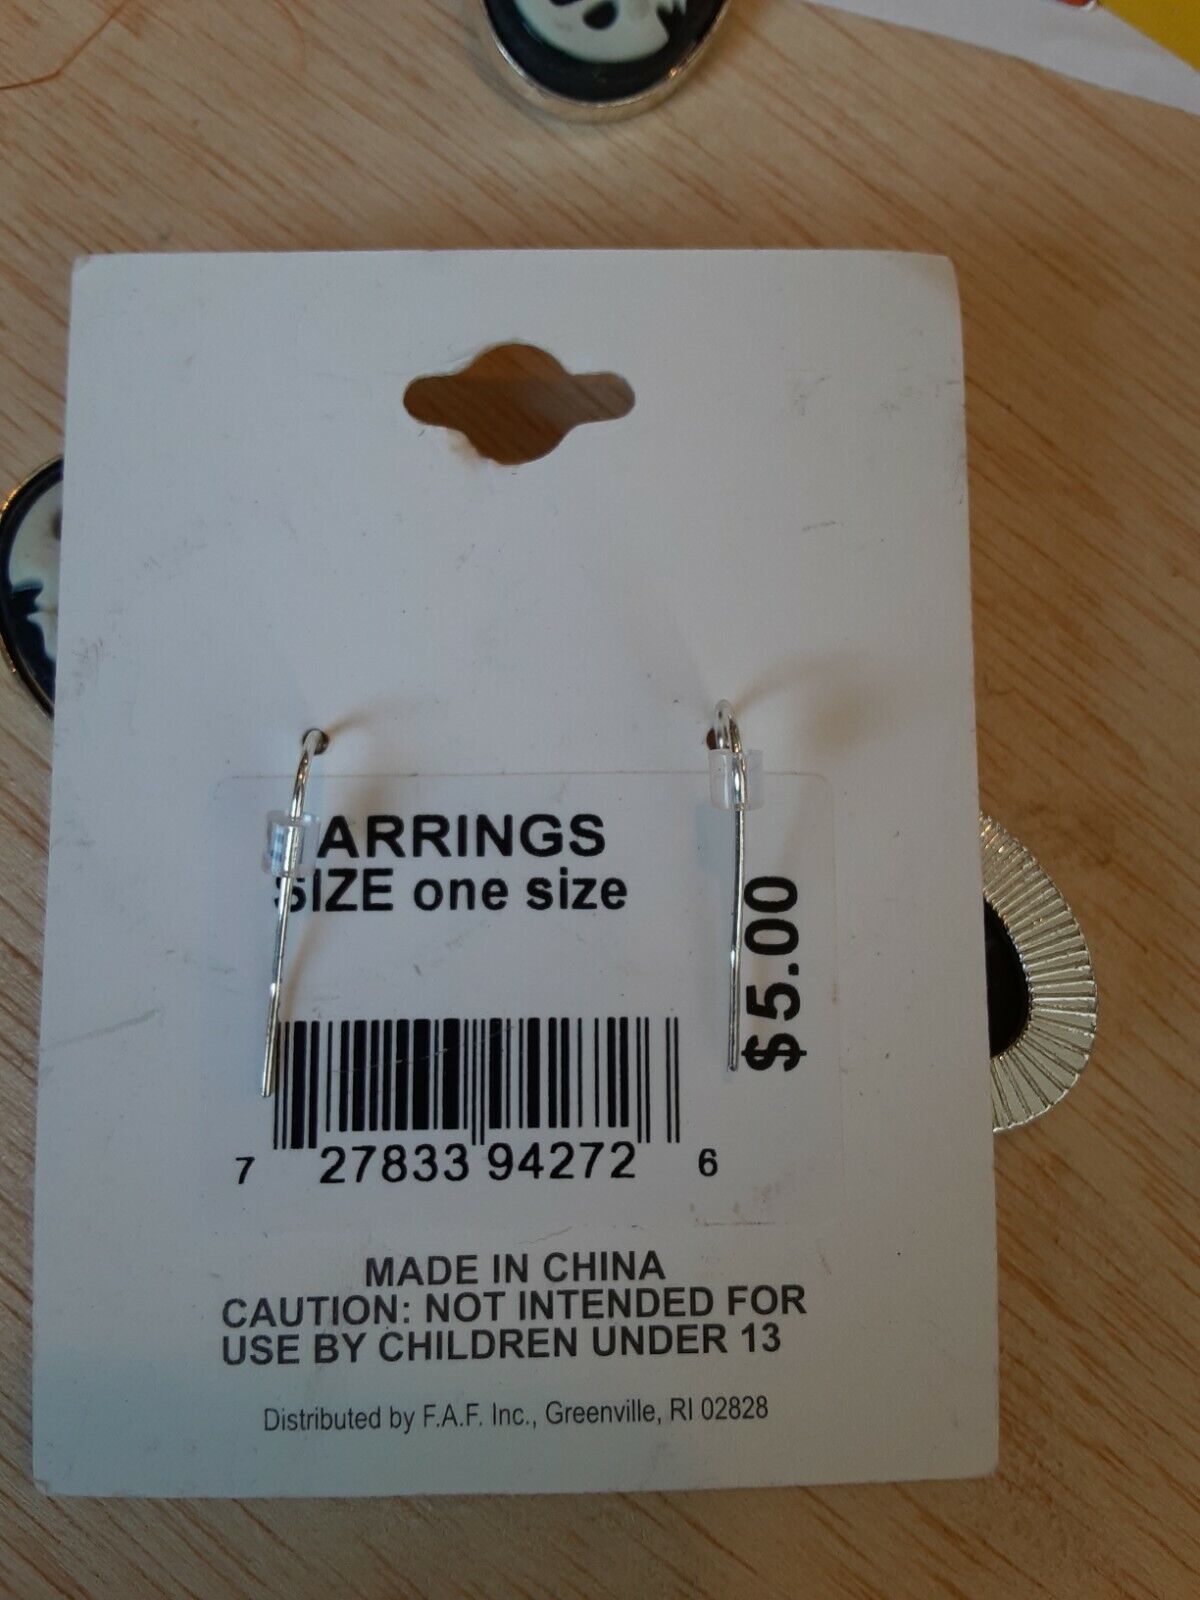 ARRINGS
SIZE one size
$5.00
7 27833 94272 6
MADE IN CHINA
CAUTION: NOT INTENDED FOR
USE BY CHILDREN UNDER 13
Distributed by F.A.F. Inc., Greenville, RI 02828